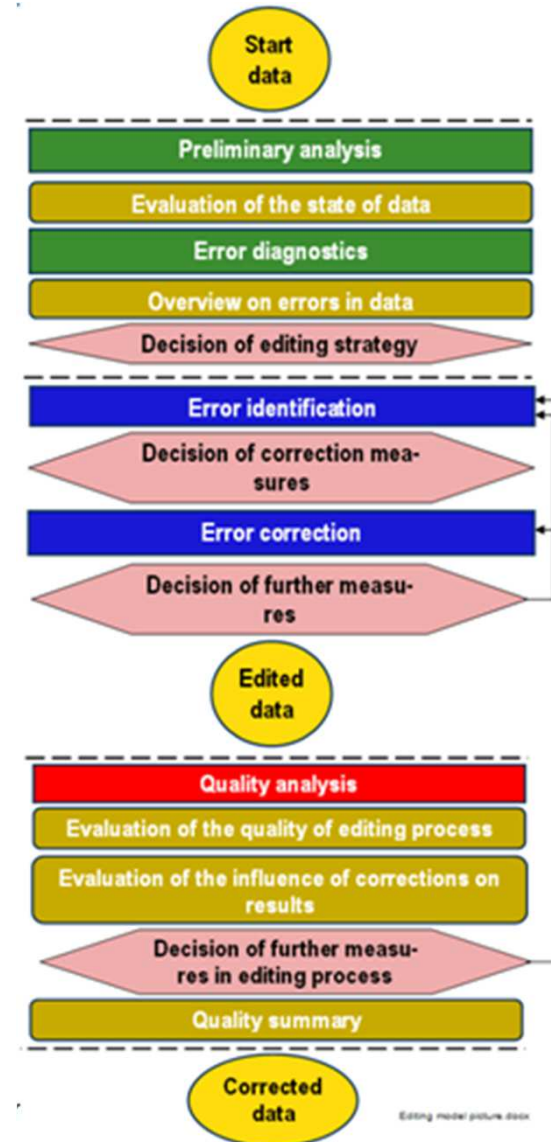 Start
data
Preliminary analysis
Evaluation of the state of data
Error diagnostics
Overview on errors in data
Decision of editing strategy
Error identification
Decision of correction mea-
sures
Error correction
Decision of further measu-
res
Edited
data
Quality analysis
Evaluation of the quality of editing process
Evaluation of the influence of corrections on
results
Decision of further measu-
res in editing process
Quality summary
Corrected
data
Editing model picture.docx